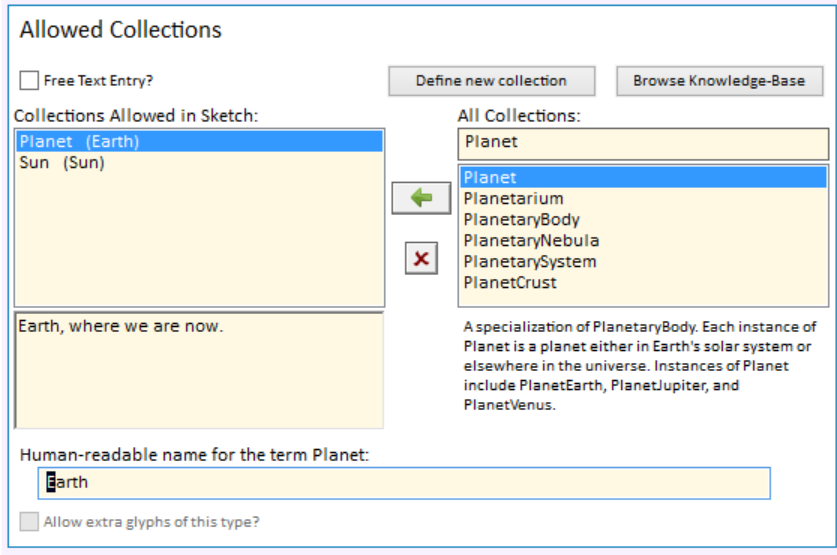 Allowed Collections
Free Text Entry?
Define new collection
Browse Knowledge-Base
Collections Allowed in Sketch:
Planet (Earth)
Sun (Sun)
Earth, where we are now.
All Collections:
Planet
Planet
Planetarium
PlanetaryBody
PlanetaryNebula
PlanetarySystem
PlanetCrust
A specialization of PlanetaryBody. Each instance of
Planet is a planet either in Earth's solar system or
elsewhere in the universe. Instances of Planet
include PlanetEarth, PlanetJupiter, and
PlanetVenus.
Human-readable name for the term Planet:
Earth
Allow extra glyphs of this type?